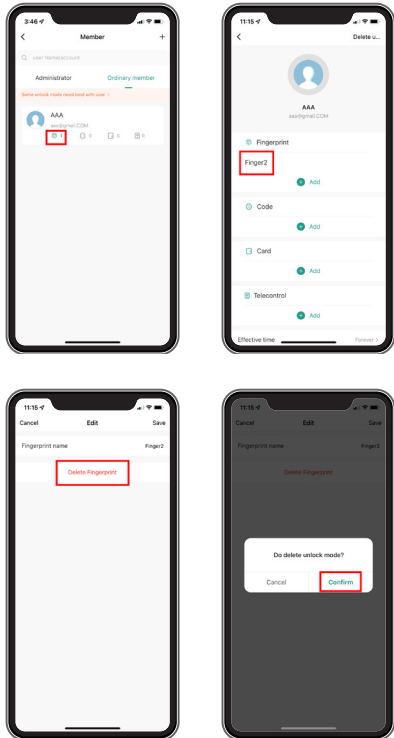 3:46
Member
+
user name/account
Administrator
Ordinary member
Some unlock mode need bind with user >
AAA
aaa@gmail.COM
1
0
0
0
11:15
Delete u...
AAA
aaa@gmail.COM
Fingerprint
Finger2
Add
Code
Add
Card
Add
Telecontrol
Add
Effective time
Forever >
11:15
Cancel
Edit
Save
Fingerprint name
Finger2
Delete Fingerprint
11:15
Cancel
Edit
Save
Fingerprint name
Finger2
Delete Fingerprint
Do delete unlock mode?
Cancel
Confirm